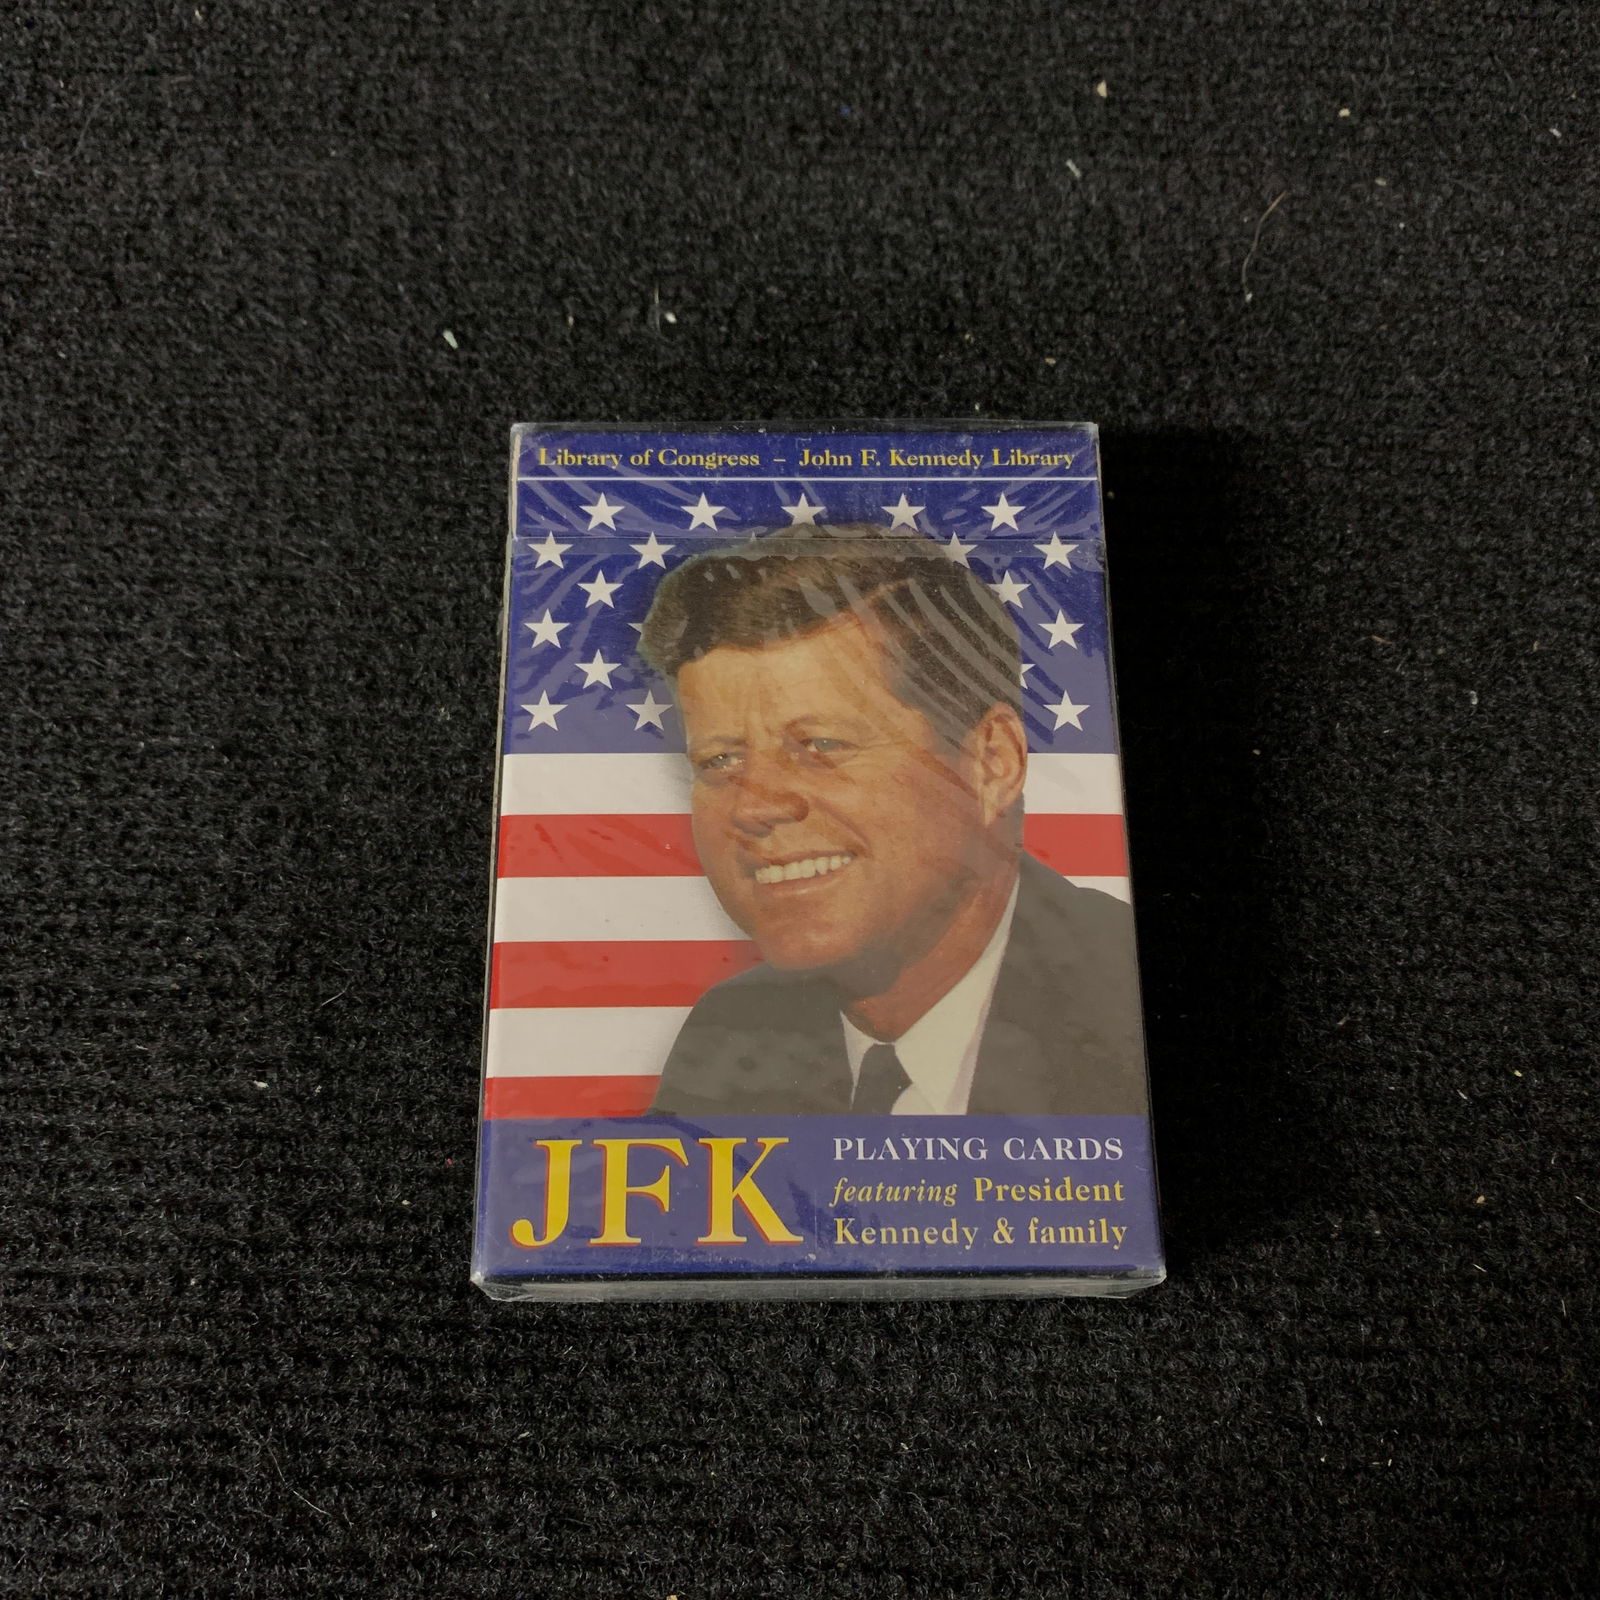 Library of Congress – John F. Kennedy Library
JFK
PLAYING CARDS
featuring President
Kennedy & family